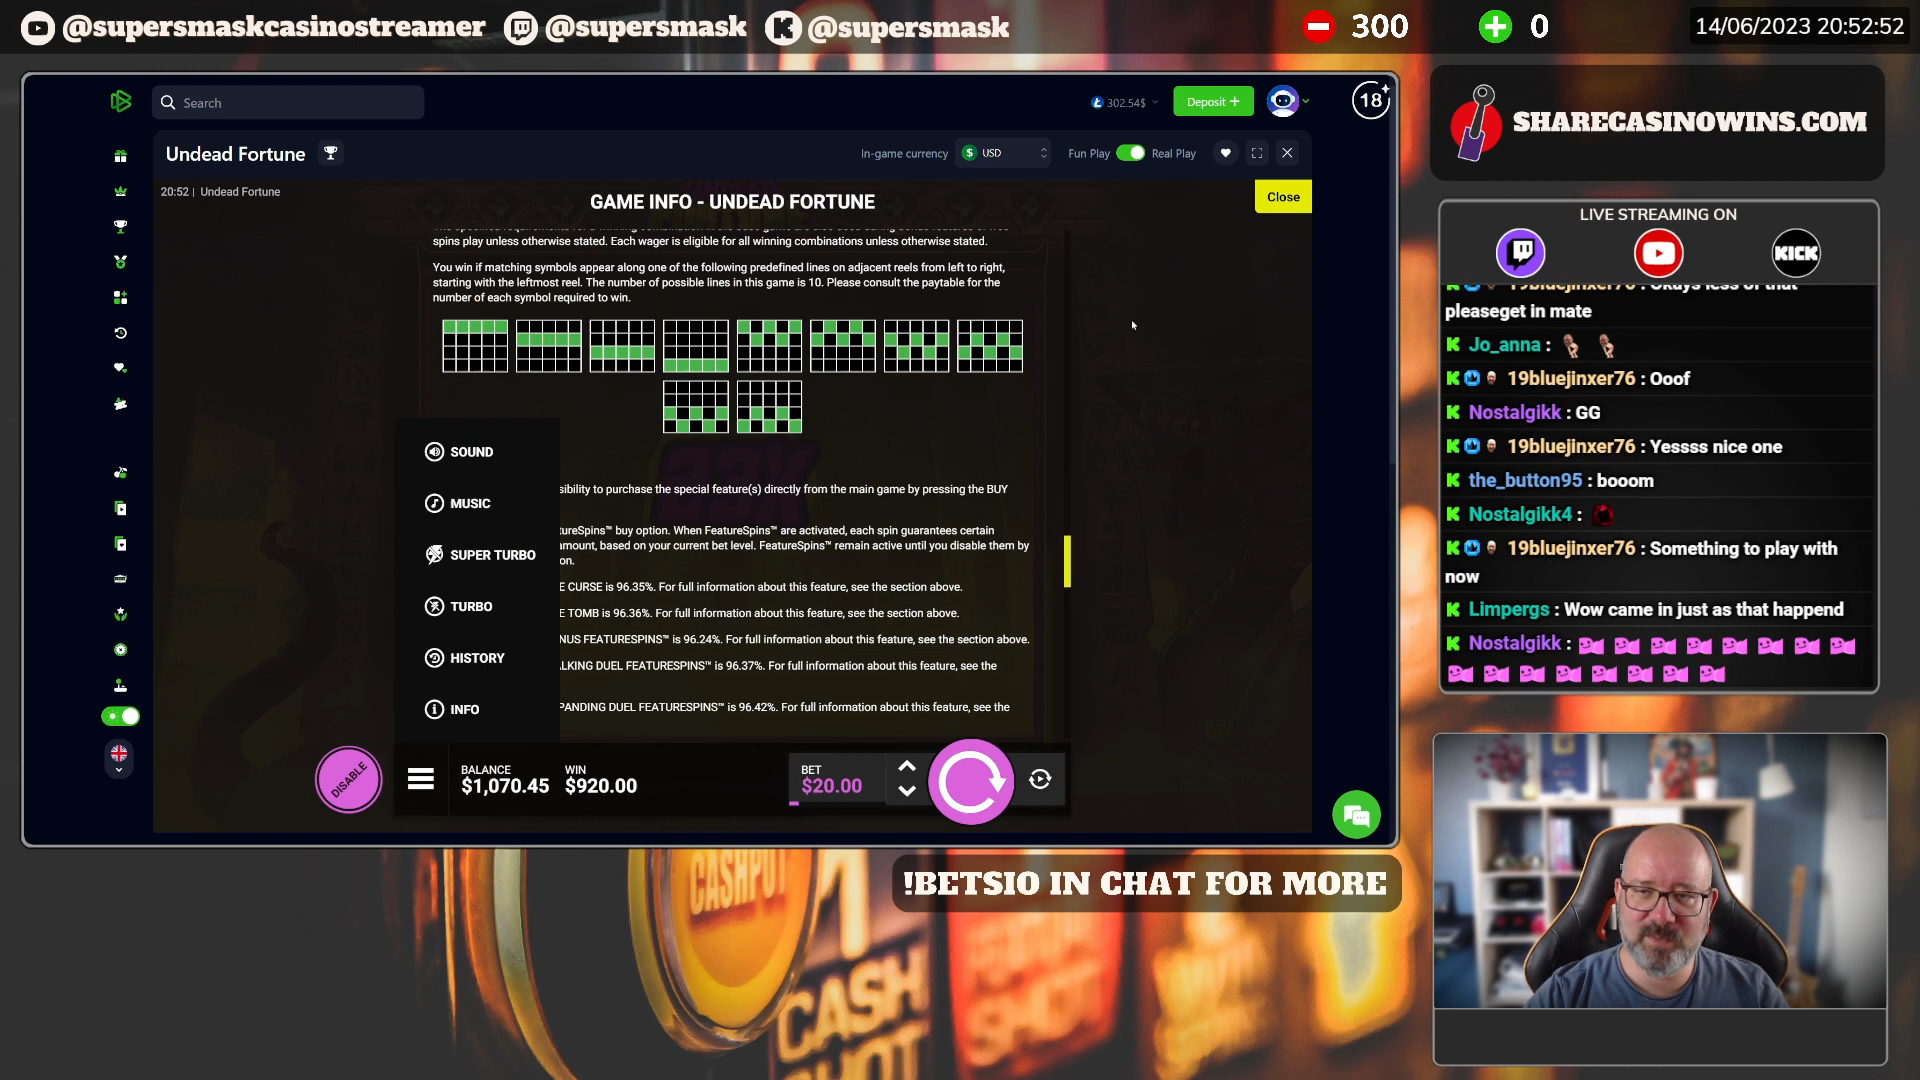 @supersmaskcasinostreamer @supersmask @supersmask
300 0
14/06/2023 20:52:52
Search
302.54$
Deposit +
18+
Undead Fortune
In-game currency $ USD
Fun Play Real Play
20:52 | Undead Fortune
GAME INFO - UNDEAD FORTUNE
Close
spins play unless otherwise stated. Each wager is eligible for all winning combinations unless otherwise stated.
You win if matching symbols appear along one of the following predefined lines on adjacent reels from left to right,
starting with the leftmost reel. The number of possible lines in this game is 10. Please consult the paytable for the
number of each symbol required to win.
SOUND
MUSIC
SUPER TURBO
TURBO
HISTORY
INFO
sibility to purchase the special feature(s) directly from the main game by pressing the BUY
tureSpins™ buy option. When FeatureSpins™ are activated, each spin guarantees certain
amount, based on your current bet level. FeatureSpins™ remain active until you disable them by
on.
E CURSE is 96.35%. For full information about this feature, see the section above.
E TOMB is 96.36%. For full information about this feature, see the section above.
NUS FEATURESPINS™ is 96.24%. For full information about this feature, see the section above.
LKING DUEL FEATURESPINS™ is 96.37%. For full information about this feature, see the
PANDING DUEL FEATURESPINS™ is 96.42%. For full information about this feature, see the
DISABLE
BALANCE
$1,070.45
WIN
$920.00
BET
$20.00
SHARECASINOWINS.COM
LIVE STREAMING ON
KICK
19bluejinxer76 : Okays less of that
pleaseget in mate
Jo_anna :
19bluejinxer76 : Ooof
Nostalgikk : GG
19bluejinxer76 : Yessss nice one
the_button95 : booom
Nostalgikk4 :
19bluejinxer76 : Something to play with
now
Limpergs : Wow came in just as that happend
Nostalgikk :
!BETSIO IN CHAT FOR MORE
CASHPOT
CASH
SHOT